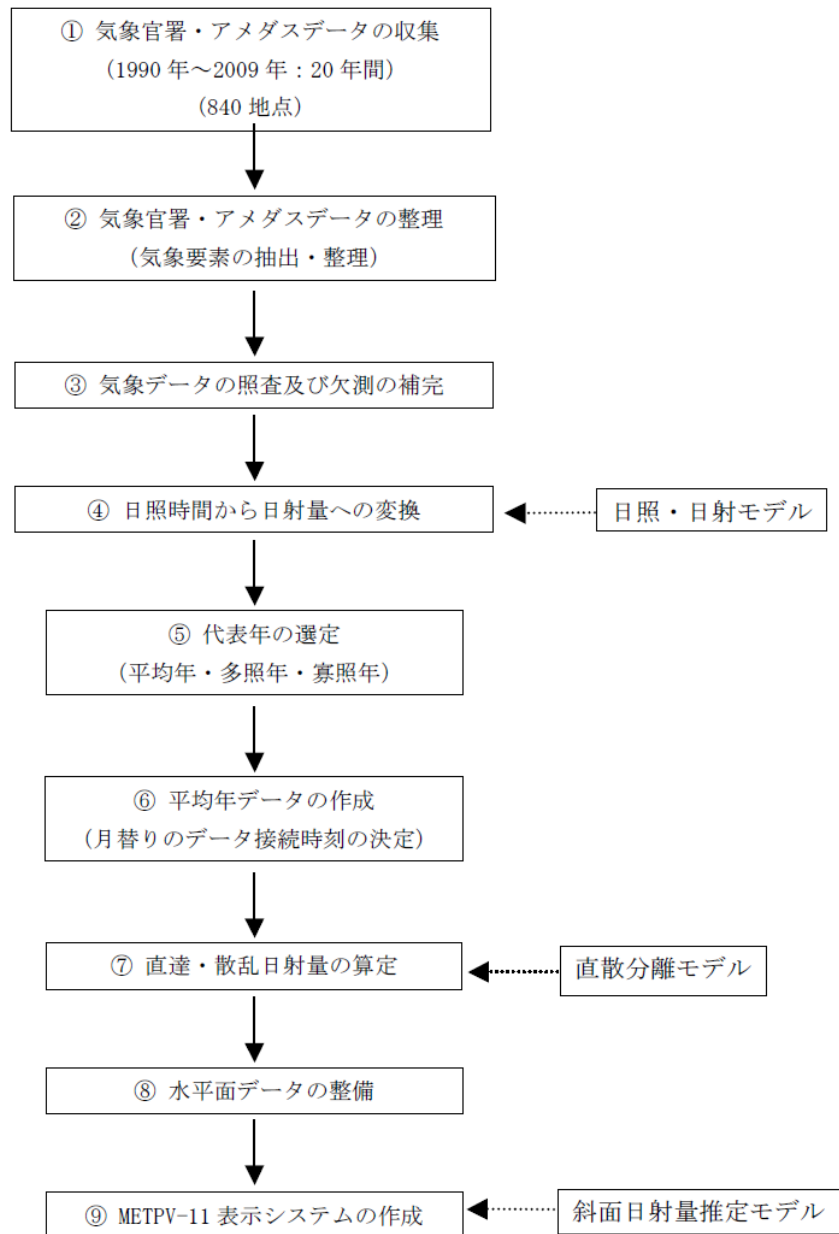 ① 気象官署・アメダスデータの収集
（1990 年～2009 年：20 年間）
（840 地点）
② 気象官署・アメダスデータの整理
（気象要素の抽出・整理）
③ 気象データの照査及び欠測の補完
④ 日照時間から日射量への変換
日照・日射モデル
⑤ 代表年の選定
（平均年・多照年・寡照年）
⑥ 平均年データの作成
（月替りのデータ接続時刻の決定）
⑦ 直達・散乱日射量の算定
直散分離モデル
⑧ 水平面データの整備
⑨ METPV-11 表示システムの作成
斜面日射量推定モデル